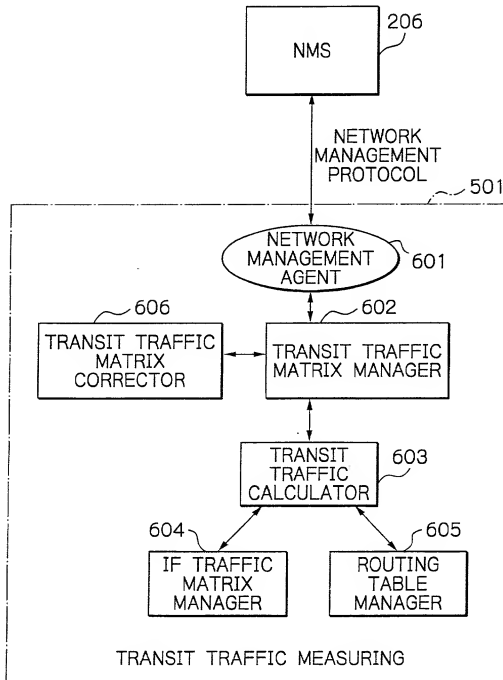 206
NMS
NETWORK
MANAGEMENT
PROTOCOL
501
NETWORK
MANAGEMENT
AGENT
601
606
602
TRANSIT TRAFFIC
MATRIX
CORRECTOR
TRANSIT TRAFFIC
MATRIX MANAGER
TRANSIT
TRAFFIC
CALCULATOR
603
604
605
IF TRAFFIC
MATRIX
MANAGER
ROUTING
TABLE
MANAGER
TRANSIT TRAFFIC MEASURING